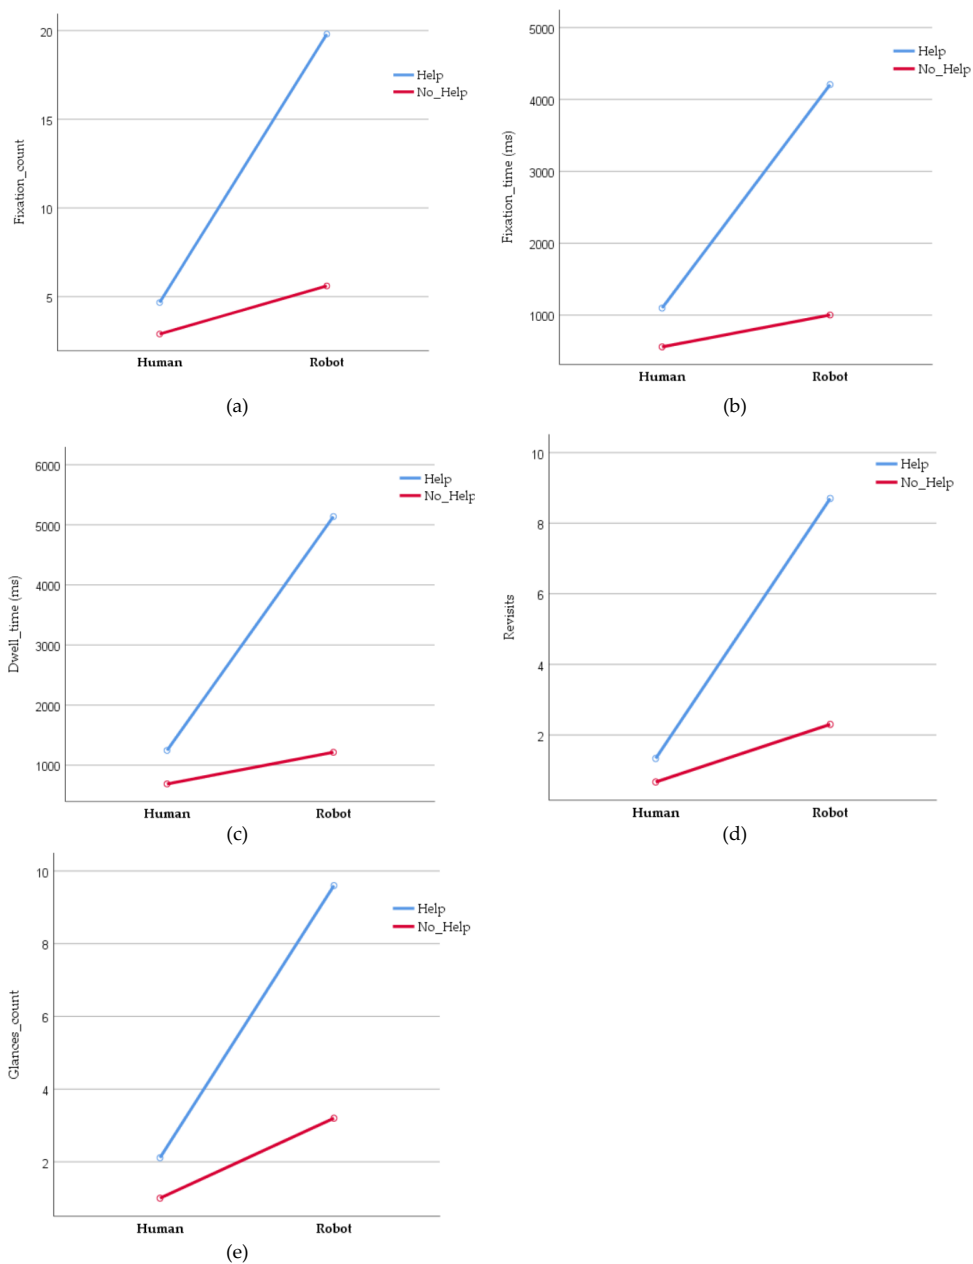 20
15
10
5
Fixation_count
Help
No_Help
Human Robot
(a)
5000
4000
3000
2000
1000
Fixation_time (ms)
Help
No_Help
Human Robot
(b)
6000
5000
4000
3000
2000
1000
Dwell_time (ms)
Help
No_Help
Human Robot
(c)
10
8
6
4
2
Revisits
Help
No_Help
Human Robot
(d)
10
8
6
4
2
Glances_count
Help
No_Help
Human Robot
(e)